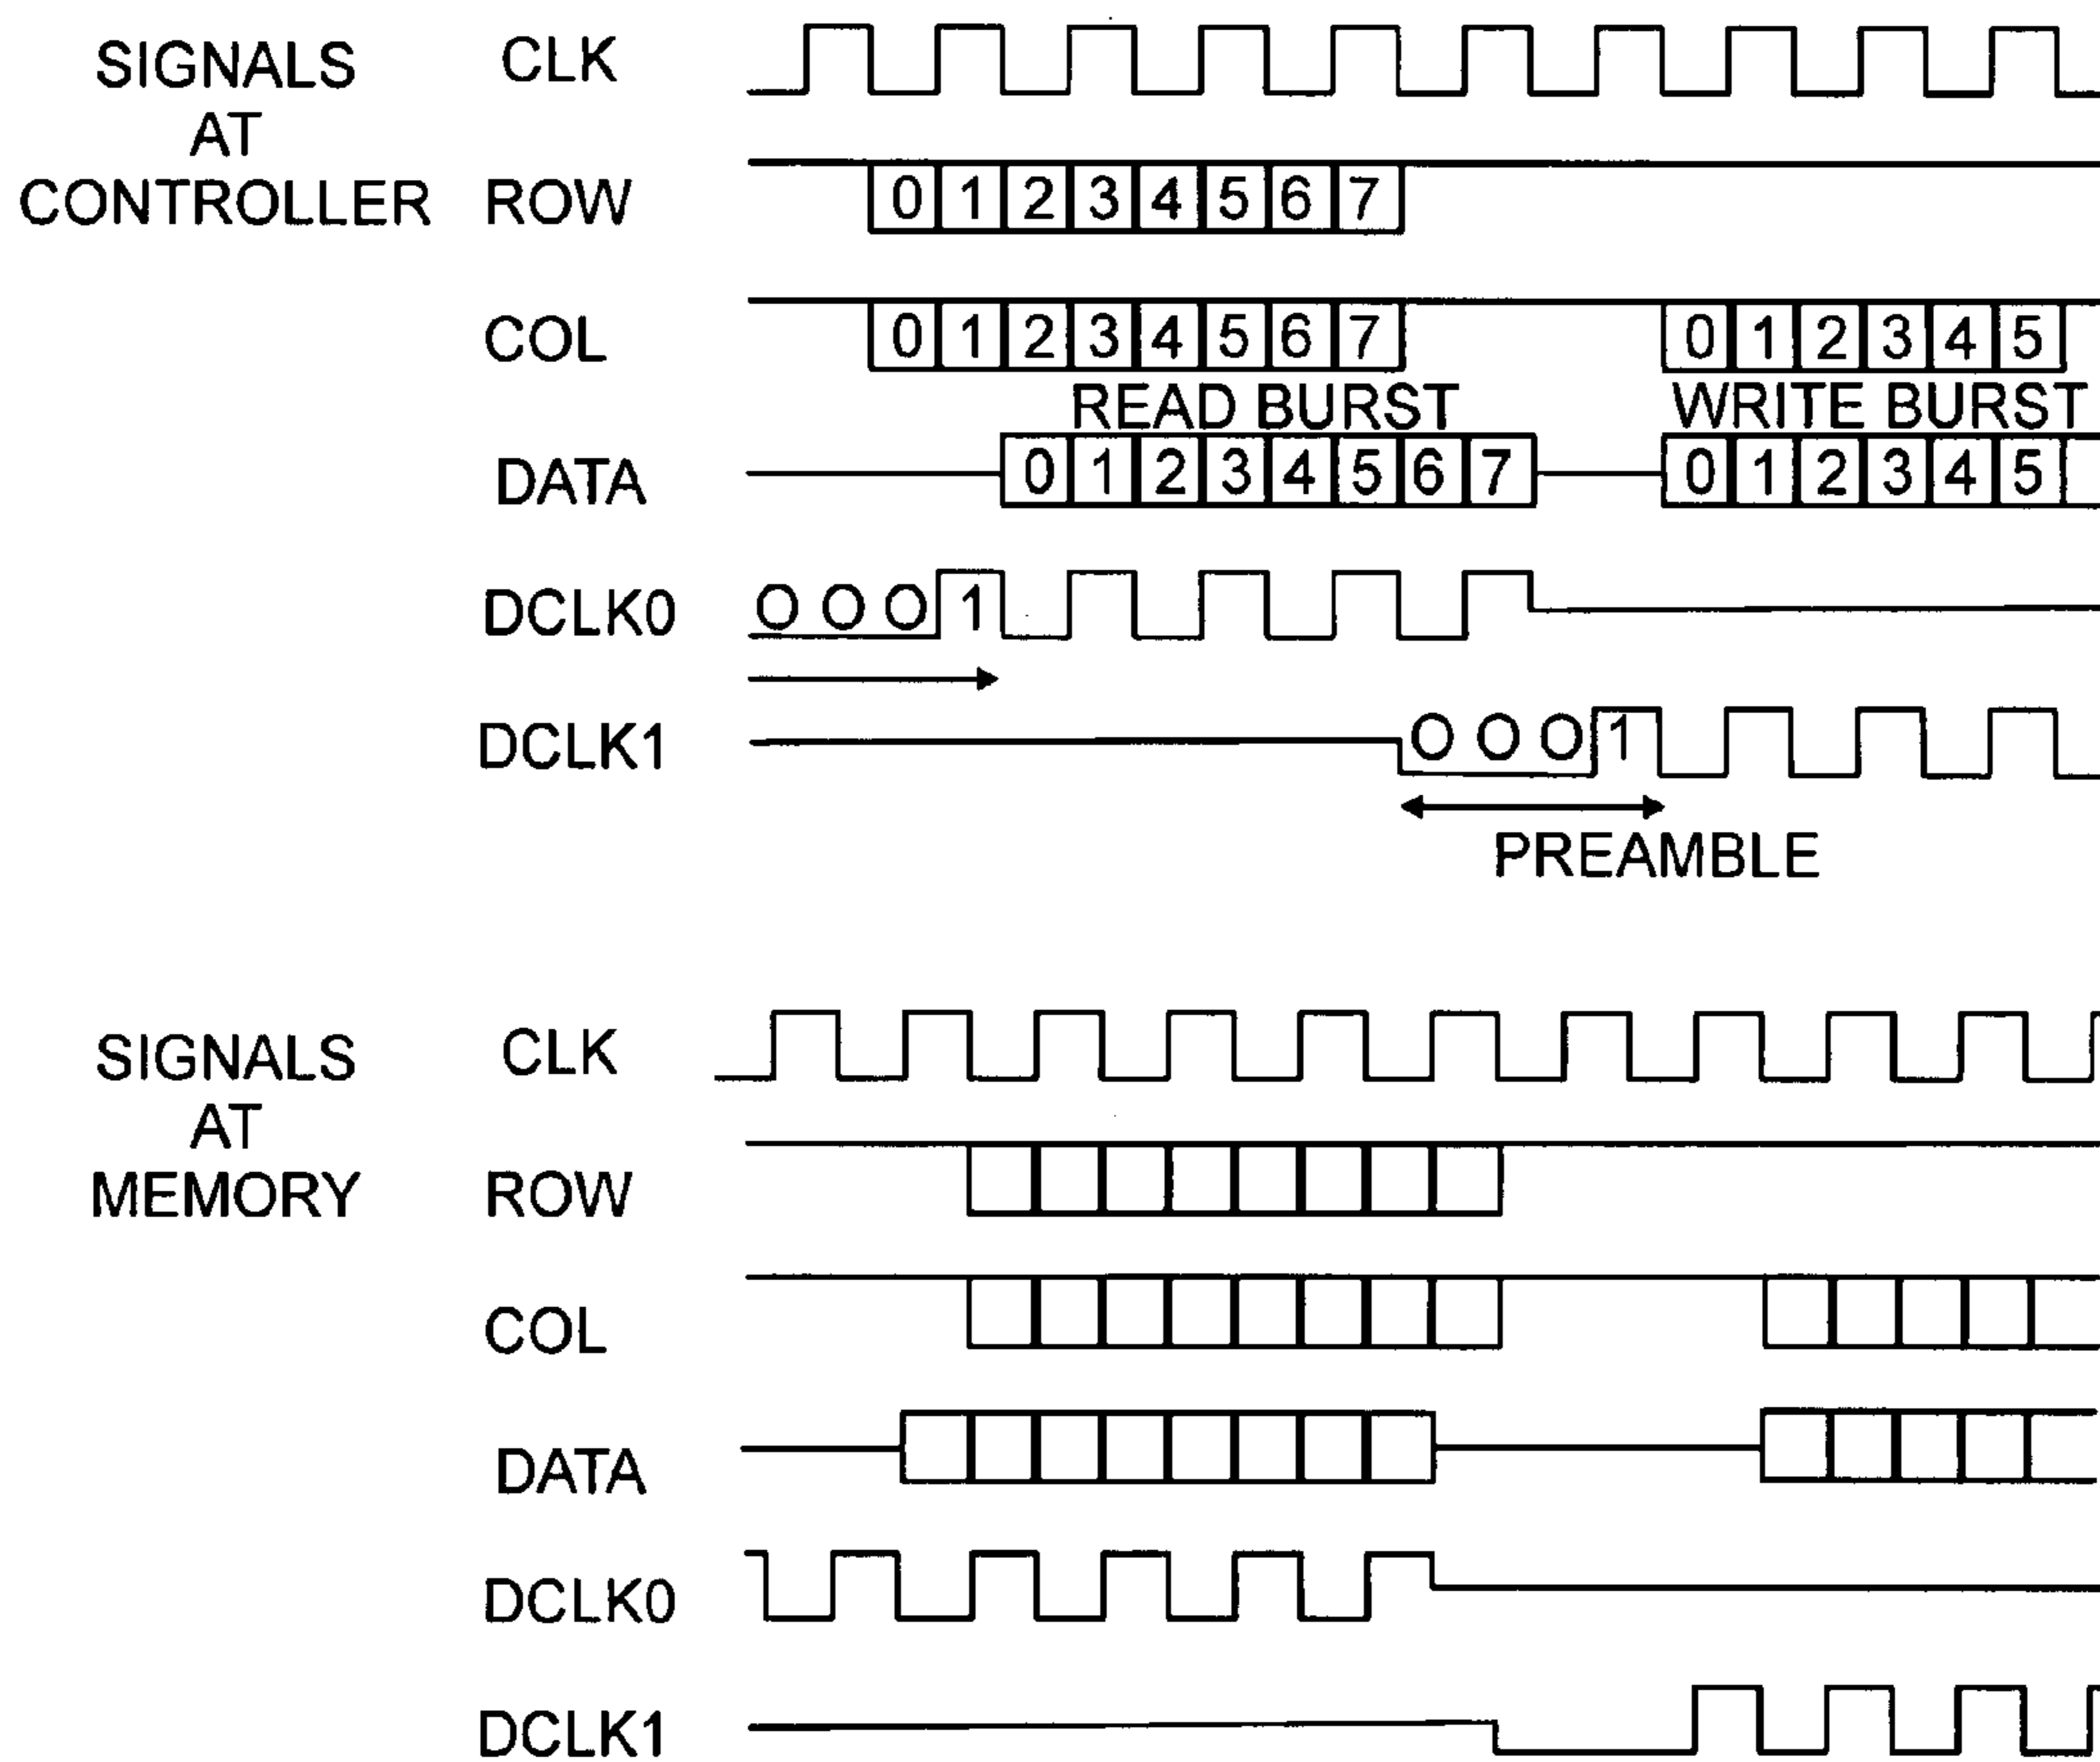 SIGNALS
AT
CONTROLLER
CLK
ROW 0 1 2 3 4 5 6 7
COL 0 1 2 3 4 5 6 7 0 1 2 3 4 5
READ BURST WRITE BURST
DATA 0 1 2 3 4 5 6 7 0 1 2 3 4 5
DCLK0 0 0 0 1
DCLK1 0 0 0 1
PREAMBLE
SIGNALS
AT
MEMORY
CLK
ROW
COL
DATA
DCLK0
DCLK1